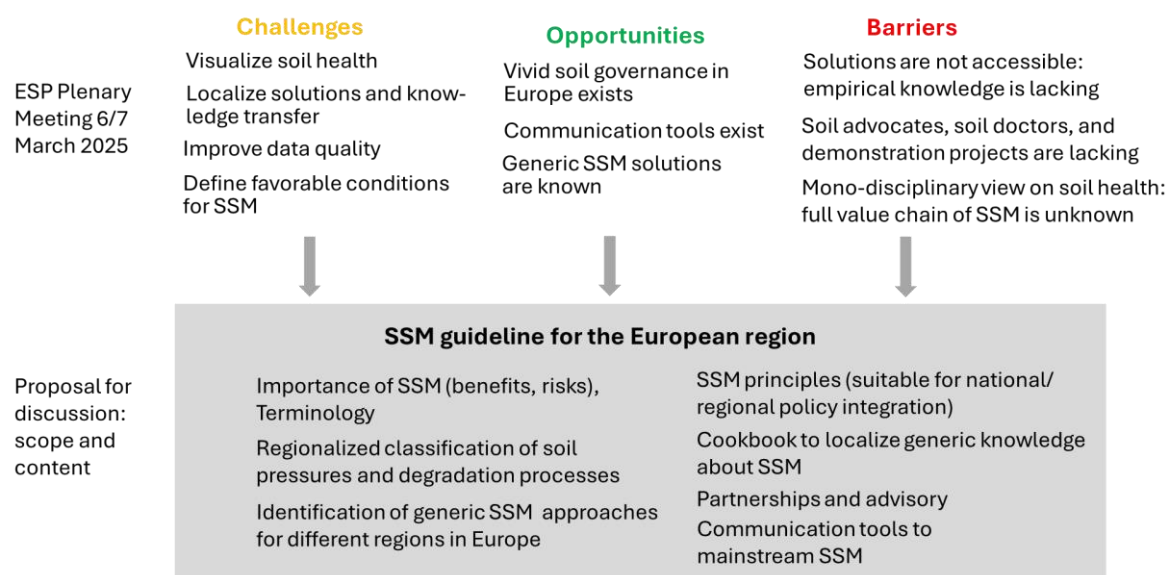 Challenges
Visualize soil health
Localize solutions and know-
ledge transfer
Improve data quality
Define favorable conditions
for SSM
Opportunities
Vivid soil governance in
Europe exists
Communication tools exist
Generic SSM solutions
are known
Barriers
Solutions are not accessible:
empirical knowledge is lacking
Soil advocates, soil doctors, and
demonstration projects are lacking
Mono-disciplinary view on soil health:
full value chain of SSM is unknown
ESP Plenary
Meeting 6/7
March 2025
SSM guideline for the European region
Proposal for
discussion:
scope and
content
Importance of SSM (benefits, risks),
Terminology
Regionalized classification of soil
pressures and degradation processes
Identification of generic SSM approaches
for different regions in Europe
SSM principles (suitable for national/
regional policy integration)
Cookbook to localize generic knowledge
about SSM
Partnerships and advisory
Communication tools to
mainstream SSM